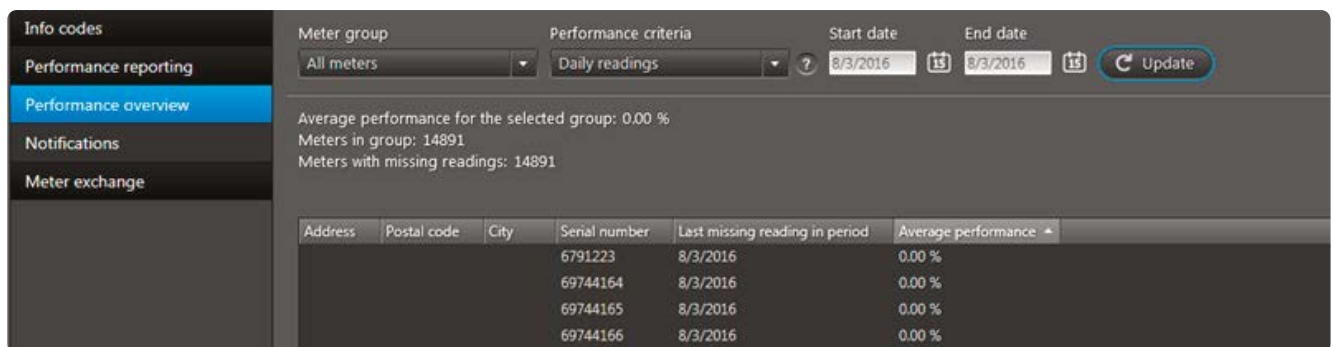 Info codes
Performance reporting
Performance overview
Notifications
Meter exchange
Meter group Performance criteria Start date End date
All meters Daily readings ? 8/3/2016 15 8/3/2016 15 Update
Average performance for the selected group: 0.00 %
Meters in group: 14891
Meters with missing readings: 14891
Address Postal code City Serial number Last missing reading in period Average performance
6791223 8/3/2016 0.00 %
69744164 8/3/2016 0.00 %
69744165 8/3/2016 0.00 %
69744166 8/3/2016 0.00 %